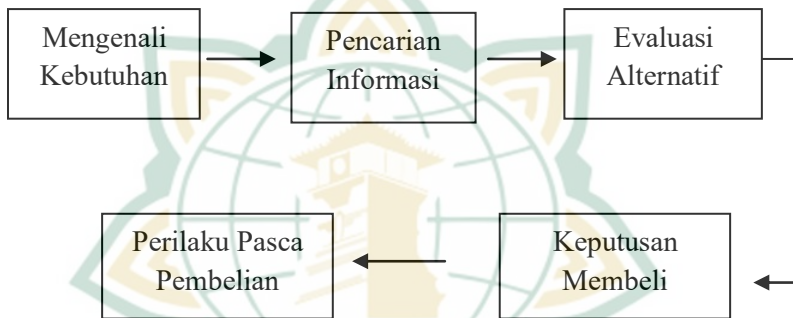 Mengenali
Kebutuhan
Pencarian
Informasi
Evaluasi
Alternatif
Keputusan
Membeli
Perilaku Pasca
Pembelian